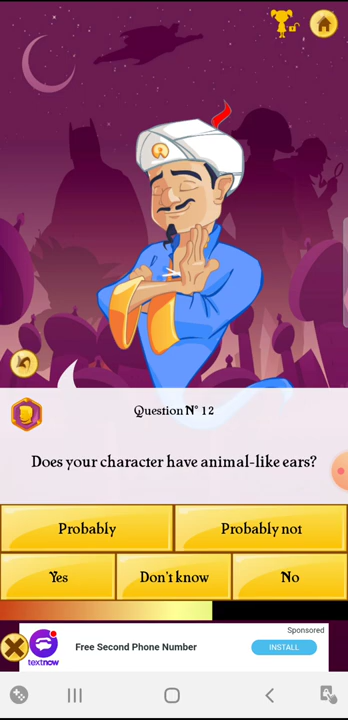 Question N° 12
Does your character have animal-like ears?
Probably
Probably not
Yes
Don't know
No
Sponsored
Free Second Phone Number
INSTALL
textnow